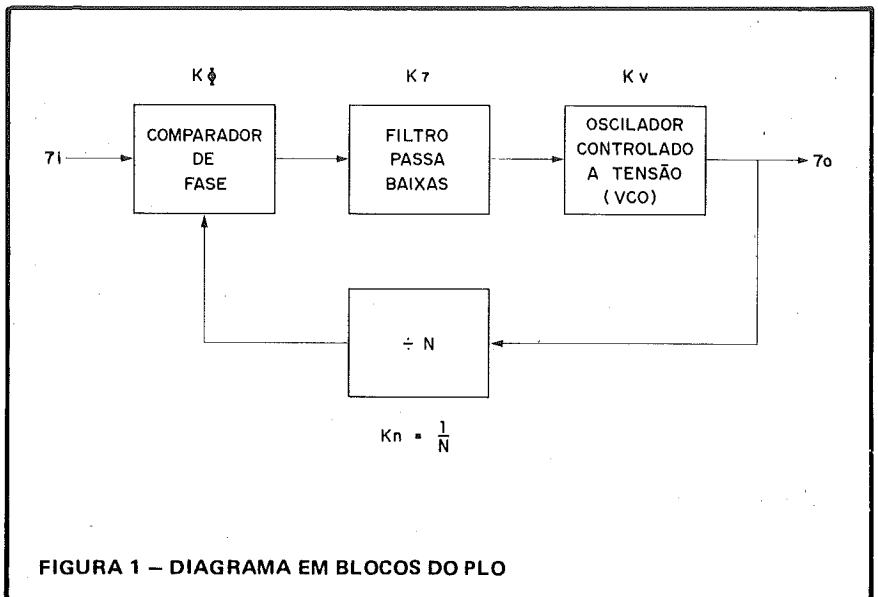 KΦ
K7
Kv
COMPARADOR
DE
FASE
FILTRO
PASSA
BAIXAS
OSCILADOR
CONTROLADO
A TENSÃO
(VCO)
7i
7o
÷ N
Kn = 1/N
FIGURA 1 – DIAGRAMA EM BLOCOS DO PLO